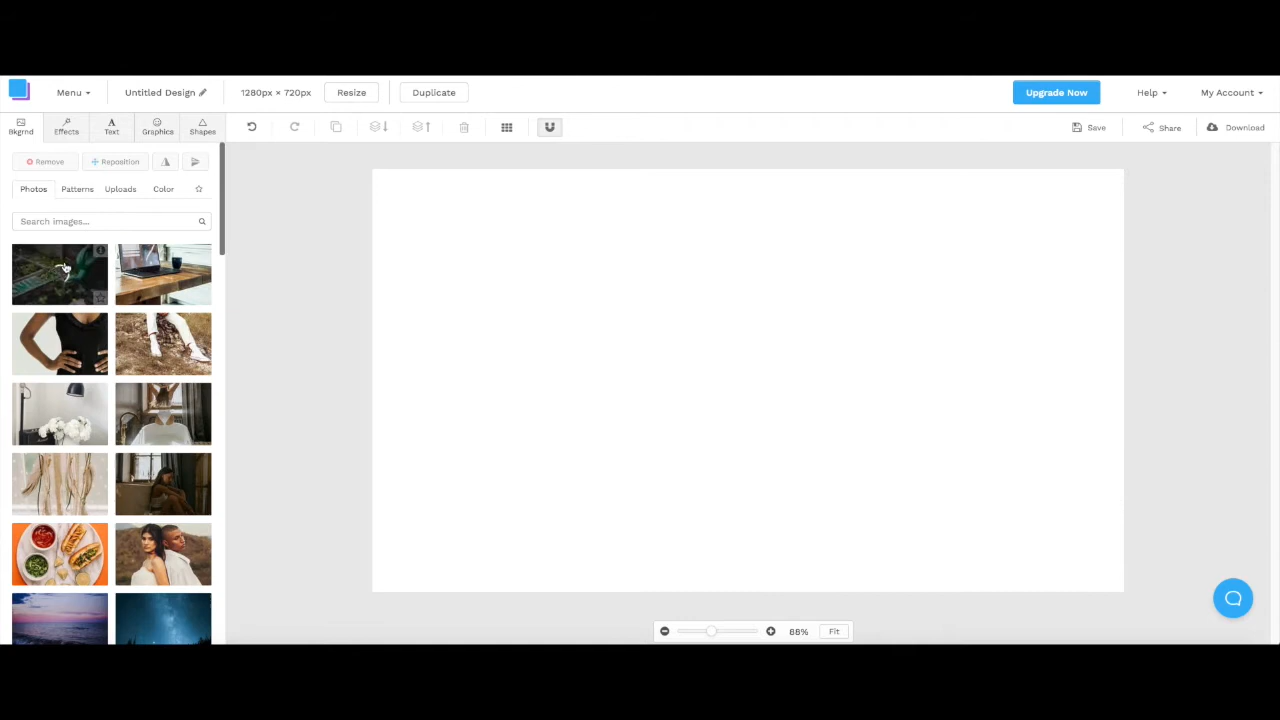 Menu Untitled Design 1280px × 720px Resize Duplicate Upgrade Now Help My Account
Bkgrnd Effects Text Graphics Shapes Save Share Download
Remove Reposition
Photos Patterns Uploads Color
Search images...
88% Fit